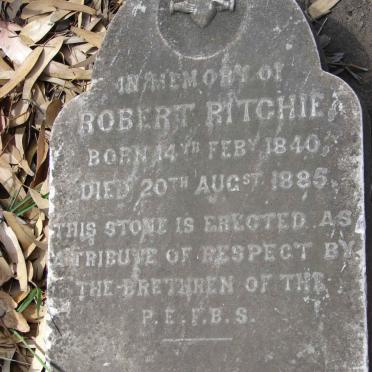 IN MEMORY OF
ROBERT RITCHIE
BORN 14TH FEBY 1840,
DIED 20TH AUGST 1885.
THIS STONE IS ERECTED AS
A TRIBUTE OF RESPECT BY
THE BRETHREN OF THE
P.E.F.B.S.